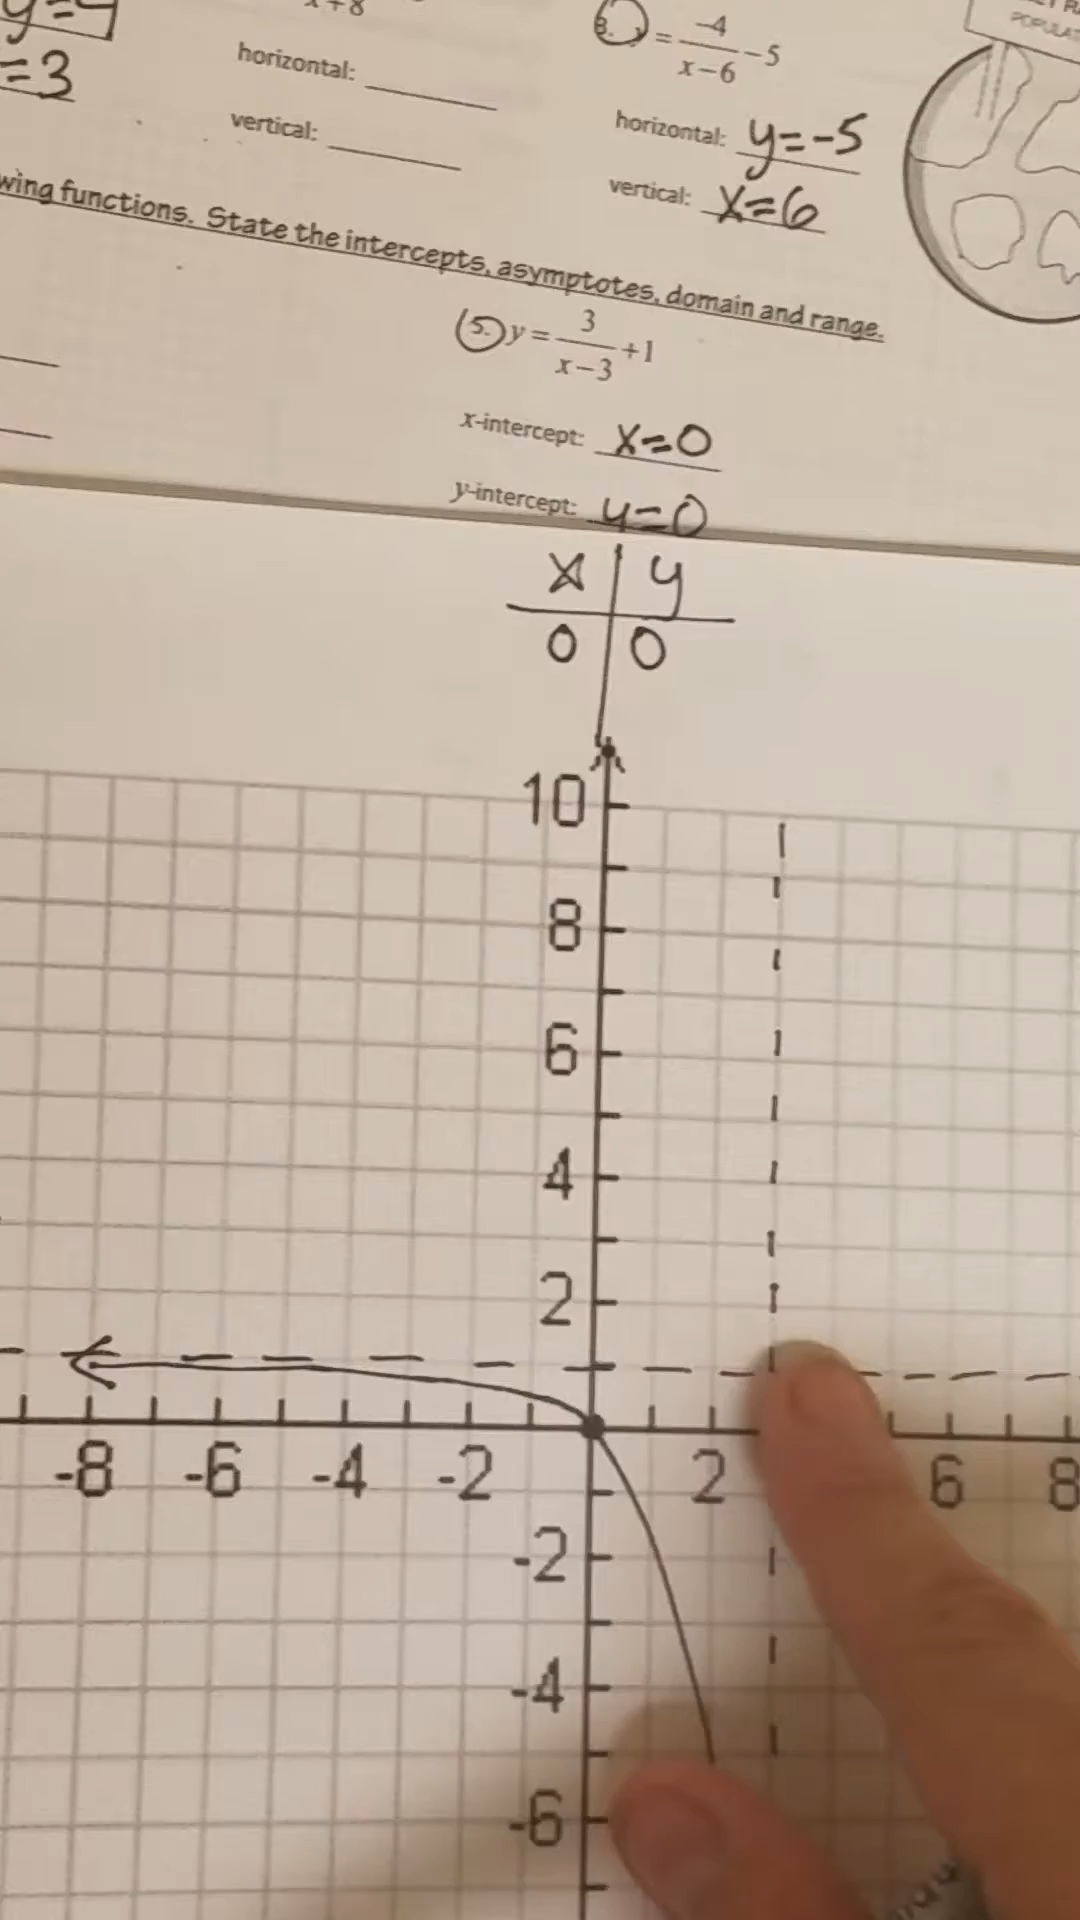 x+8
y=4
=3
horizontal:
vertical:
3. y = -4/(x-6) - 5
horizontal: y=-5
vertical: x=6
wing functions. State the intercepts, asymptotes, domain and range.
5. y = 3/(x-3) +1
x-intercept: x=0
y-intercept: y=0
x y
0 0
10
8
6
4
2
-8 -6 -4 -2 2 6 8
-2
-4
-6